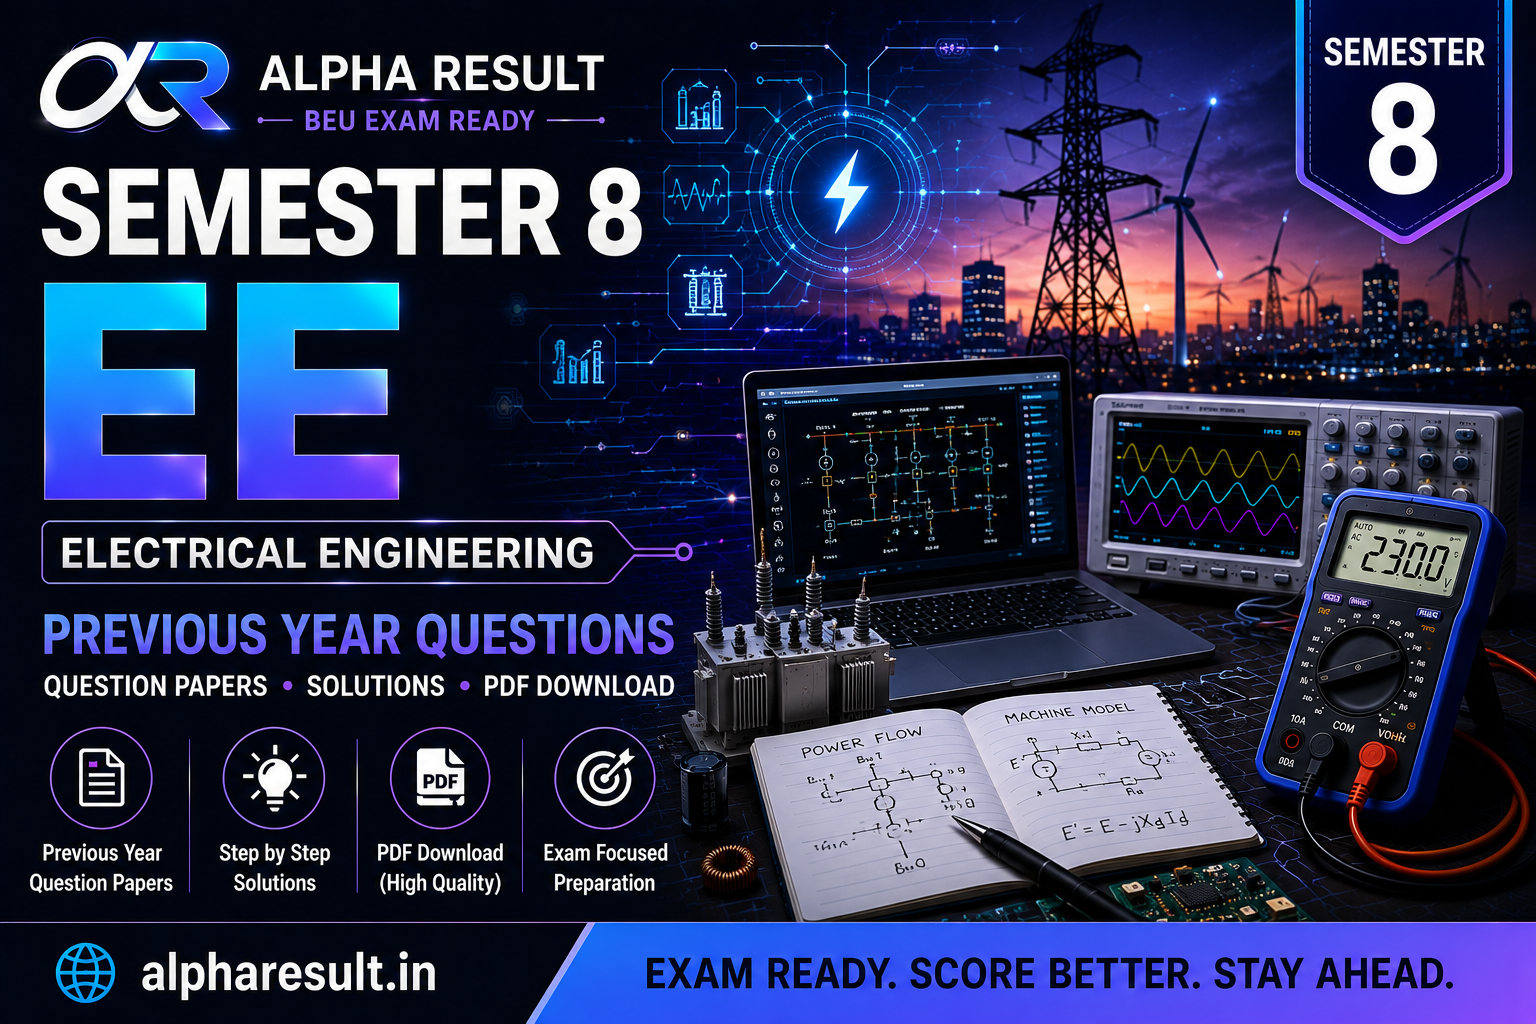 ALPHA RESULT
BEU EXAM READY
SEMESTER 8
SEMESTER
8
EE
ELECTRICAL ENGINEERING
PREVIOUS YEAR QUESTIONS
QUESTION PAPERS • SOLUTIONS • PDF DOWNLOAD
PDF
Previous Year
Question Papers
Step by Step
Solutions
PDF Download
(High Quality)
Exam Focused
Preparation
POWER FLOW
MACHINE MODEL
E' = E - jXdId
AUTO
AC
230.0
V
10A
COM
alpharesult.in
EXAM READY. SCORE BETTER. STAY AHEAD.